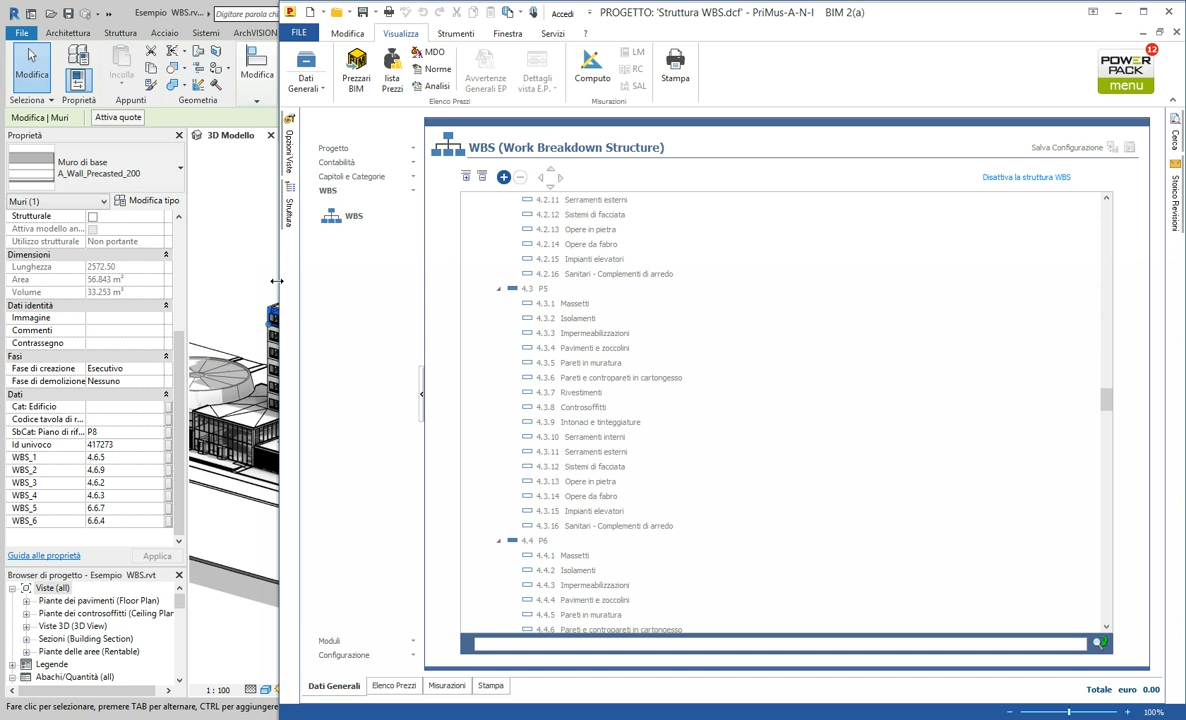 Esempio WBS.rv...
Digitare parola chi
File
Architettura
Struttura
Acciaio
Sistemi
ArchVISION
Modifica
Incolla
Modifica
Seleziona
Proprietà
Appunti
Geometria
Modifica | Muri
Attiva quote
Proprietà
3D Modello
Muro di base
A_Wall_Precasted_200
Muri (1)
Modifica tipo
Strutturale
Attiva modello an...
Utilizzo strutturale Non portante
Dimensioni
Lunghezza 2572.50
Area 56.843 m²
Volume 33.253 m³
Dati identità
Immagine
Commenti
Contrassegno
Fasi
Fase di creazione Esecutivo
Fase di demolizione Nessuno
Dati
Cat: Edificio
Codice tavola di r...
SbCat: Piano di rif... P8
Id univoco 417273
WBS_1 4.6.5
WBS_2 4.6.9
WBS_3 4.6.2
WBS_4 4.6.3
WBS_5 6.6.7
WBS_6 6.6.4
Guida alle proprietà
Applica
Browser di progetto - Esempio WBS.rvt
Viste (all)
Piante dei pavimenti (Floor Plan)
Piante dei controsoffitti (Ceiling Plan
Viste 3D (3D View)
Sezioni (Building Section)
Piante delle aree (Rentable)
Legende
Abachi/Quantità (all)
1 : 100
Fare clic per selezionare, premere TAB per alternare, CTRL per aggiungere
Accedi
PROGETTO: 'Struttura WBS.dcf' - PriMus-A-N-I BIM 2(a)
FILE
Modifica
Visualizza
Strumenti
Finestra
Servizi
?
Dati
Generali
Prezzari
BIM
lista
Prezzi
MDO
Norme
Analisi
Avvertenze
Generali EP
Dettagli
vista E.P.
Elenco Prezzi
Computo
LM
RC
SAL
Misurazioni
Stampa
12
POWER
PACK
menu
Opzioni Viste
Struttura
Progetto
Contabilità
Capitoli e Categorie
WBS
WBS
Moduli
Configurazione
WBS (Work Breakdown Structure)
Salva Configurazione
Disattiva la struttura WBS
4.2.11 Serramenti esterni
4.2.12 Sistemi di facciata
4.2.13 Opere in pietra
4.2.14 Opere da fabro
4.2.15 Impianti elevatori
4.2.16 Sanitari - Complementi di arredo
4.3 P5
4.3.1 Massetti
4.3.2 Isolamenti
4.3.3 Impermeabilizzazioni
4.3.4 Pavimenti e zoccolini
4.3.5 Pareti in muratura
4.3.6 Pareti e contropareti in cartongesso
4.3.7 Rivestimenti
4.3.8 Controsoffitti
4.3.9 Intonaci e tinteggiature
4.3.10 Serramenti interni
4.3.11 Serramenti esterni
4.3.12 Sistemi di facciata
4.3.13 Opere in pietra
4.3.14 Opere da fabro
4.3.15 Impianti elevatori
4.3.16 Sanitari - Complementi di arredo
4.4 P6
4.4.1 Massetti
4.4.2 Isolamenti
4.4.3 Impermeabilizzazioni
4.4.4 Pavimenti e zoccolini
4.4.5 Pareti in muratura
4.4.6 Pareti e contropareti in cartongesso
Cerca
Storico Revisioni
Dati Generali
Elenco Prezzi
Misurazioni
Stampa
Totale euro 0.00
100%